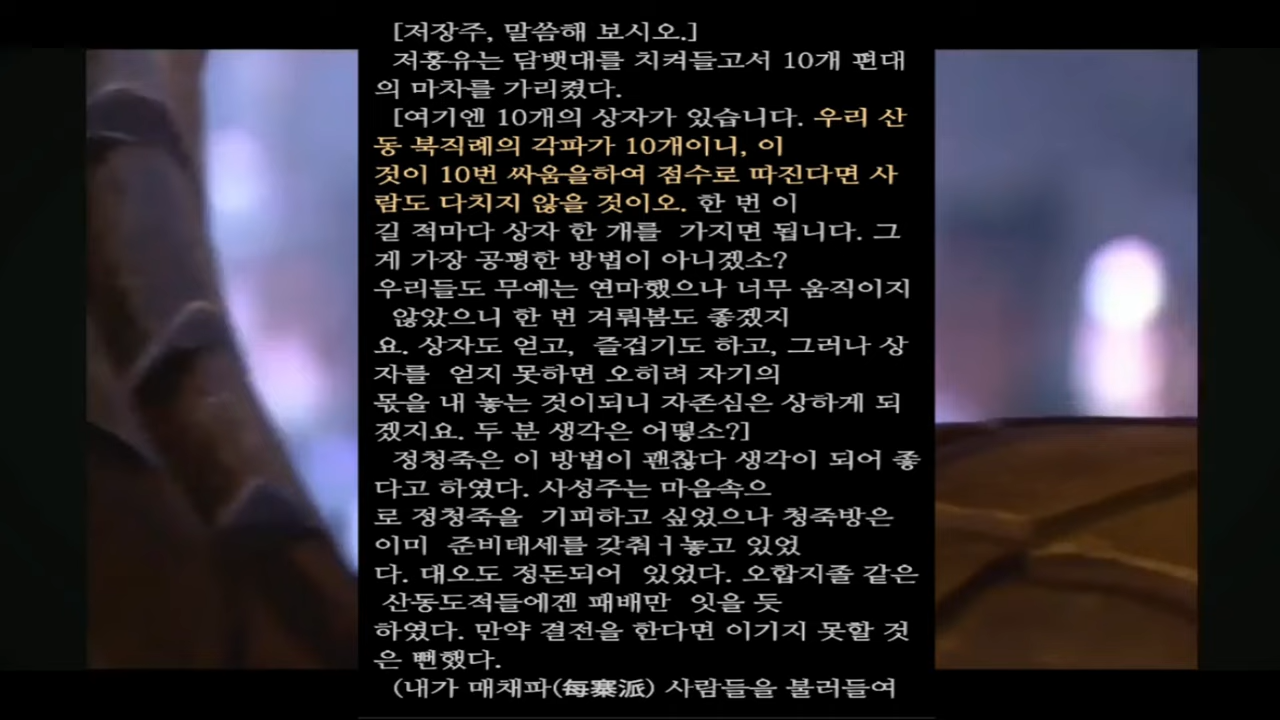 [저장주, 말씀해 보시오.]
저홍유는 담뱃대를 치켜들고서 10개 편대
의 마차를 가리켰다.
[여기엔 10개의 상자가 있습니다. 우리 산
동 북직례의 각파가 10개이니, 이
것이 10번 싸움을하여 점수로 따진다면 사
람도 다치지 않을 것이오. 한 번 이
길 적마다 상자 한 개를 가지면 됩니다. 그
게 가장 공평한 방법이 아니겠소?
우리들도 무예는 연마했으나 너무 움직이지
않았으니 한 번 겨뤄봄도 좋겠지
요. 상자도 얻고, 즐겁기도 하고, 그러나 상
자를 얻지 못하면 오히려 자기의
몫을 내 놓는 것이되니 자존심은 상하게 되
겠지요. 두 분 생각은 어떻소?]
정청죽은 이 방법이 괜찮다 생각이 되어 좋
다고 하였다. 사성주는 마음속으
로 정청죽을 기피하고 싶었으나 청죽방은
이미 준비태세를 갖춰ㅓ놓고 있었
다. 대오도 정돈되어 있었다. 오합지졸 같은
산동도적들에겐 패배만 잇을 듯
하였다. 만약 결전을 한다면 이기지 못할 것
은 뻔했다.
(내가 매채파(每寨派) 사람들을 불러들여